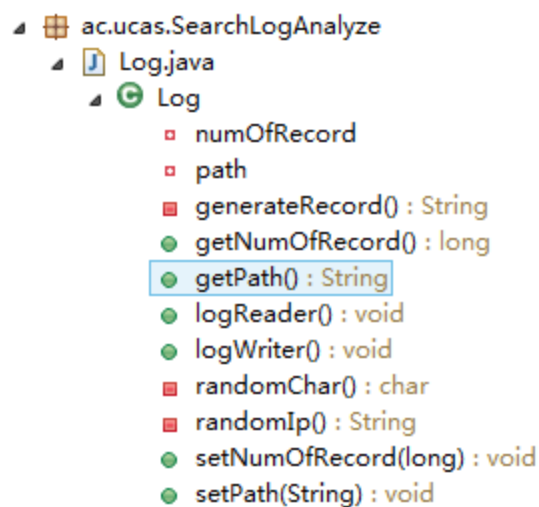 ac.ucas.SearchLogAnalyze
Log.java
Log
numOfRecord
path
generateRecord() : String
getNumOfRecord() : long
getPath() : String
logReader() : void
logWriter() : void
randomChar() : char
randomIp() : String
setNumOfRecord(long) : void
setPath(String) : void